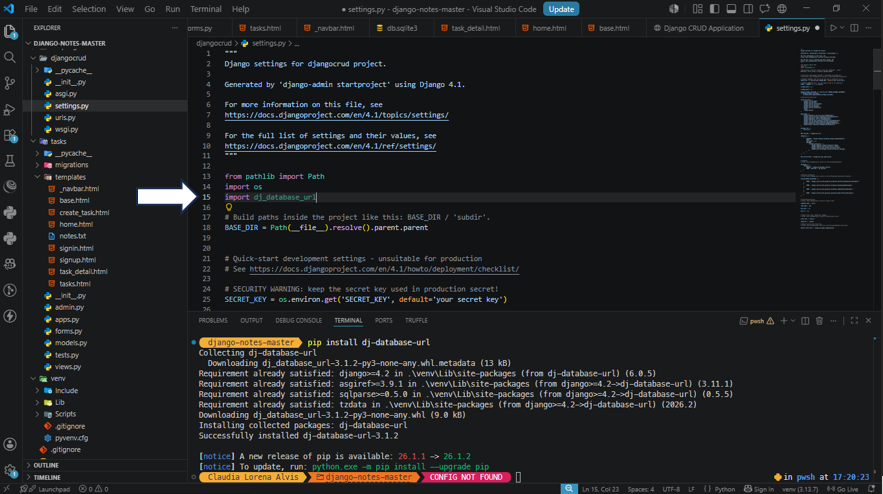 File Edit Selection View Go Run Terminal Help
settings.py - django-notes-master - Visual Studio Code
Update
EXPLORER
DJANGO-NOTES-MASTER
djangocrud
__pycache__
__init__.py
asgi.py
settings.py
urls.py
wsgi.py
tasks
__pycache__
migrations
templates
_navbar.html
base.html
create_task.html
home.html
notes.txt
signin.html
signup.html
task_detail.html
tasks.html
__init__.py
admin.py
apps.py
forms.py
models.py
tests.py
views.py
venv
Include
Lib
Scripts
.gitignore
pyvenv.cfg
.gitignore
OUTLINE
TIMELINE
orms.py tasks.html _navbar.html db.sqlite3 task_detail.html home.html base.html Django CRUD Application settings.py
djangocrud > settings.py > ...
1 """
2 Django settings for djangocrud project.
3
4 Generated by 'django-admin startproject' using Django 4.1.
5
6 For more information on this file, see
7 https://docs.djangoproject.com/en/4.1/topics/settings/
8
9 For the full list of settings and their values, see
10 https://docs.djangoproject.com/en/4.1/ref/settings/
11 """
12
13 from pathlib import Path
14 import os
15 import dj_database_url
16
17 # Build paths inside the project like this: BASE_DIR / 'subdir'.
18 BASE_DIR = Path(__file__).resolve().parent.parent
19
20
21 # Quick-start development settings - unsuitable for production
22 # See https://docs.djangoproject.com/en/4.1/howto/deployment/checklist/
23
24 # SECURITY WARNING: keep the secret key used in production secret!
25 SECRET_KEY = os.environ.get('SECRET_KEY', default='your secret key')
26
PROBLEMS OUTPUT DEBUG CONSOLE TERMINAL PORTS TRUFFLE
pwsh
django-notes-master pip install dj-database-url
Collecting dj-database-url
Downloading dj_database_url-3.1.2-py3-none-any.whl.metadata (13 kB)
Requirement already satisfied: django>=4.2 in .\venv\Lib\site-packages (from dj-database-url) (6.0.5)
Requirement already satisfied: asgiref>=3.9.1 in .\venv\Lib\site-packages (from django>=4.2->dj-database-url) (3.11.1)
Requirement already satisfied: sqlparse>=0.5.0 in .\venv\Lib\site-packages (from django>=4.2->dj-database-url) (0.5.5)
Requirement already satisfied: tzdata in .\venv\Lib\site-packages (from django>=4.2->dj-database-url) (2026.2)
Downloading dj_database_url-3.1.2-py3-none-any.whl (9.0 kB)
Installing collected packages: dj-database-url
Successfully installed dj-database-url-3.1.2
[notice] A new release of pip is available: 26.1.1 -> 26.1.2
[notice] To update, run: python.exe -m pip install --upgrade pip
Claudia Lorena Alvis django-notes-master CONFIG NOT FOUND
in pwsh at 17:20:23
Launchpad 0 0
Ln 15, Col 23 Spaces: 4 UTF-8 LF { } Python Sign in venv (3.13.7) Go Live